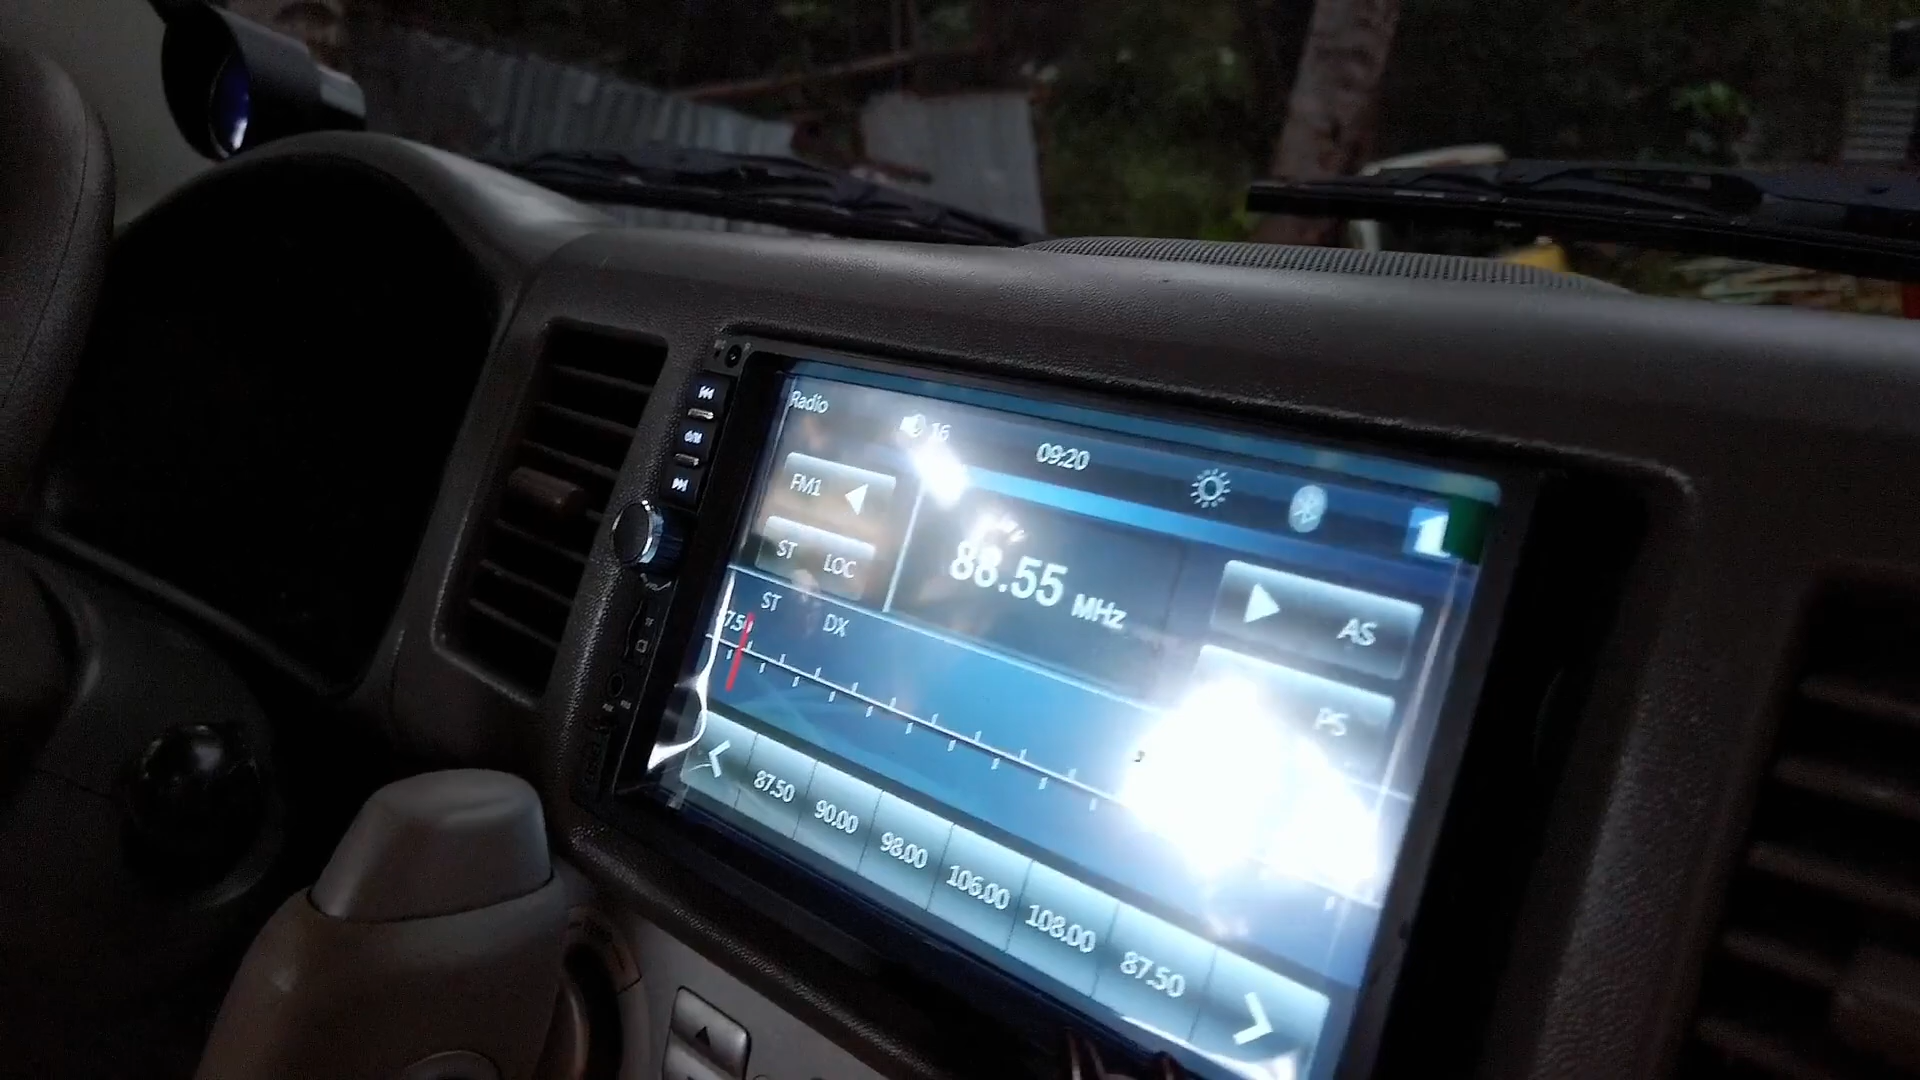 Radio
16
09:20
FM1
ST LOC
88.55 MHz
AS
PS
ST
DX
87.50
90.00
98.00
106.00
108.00
87.50